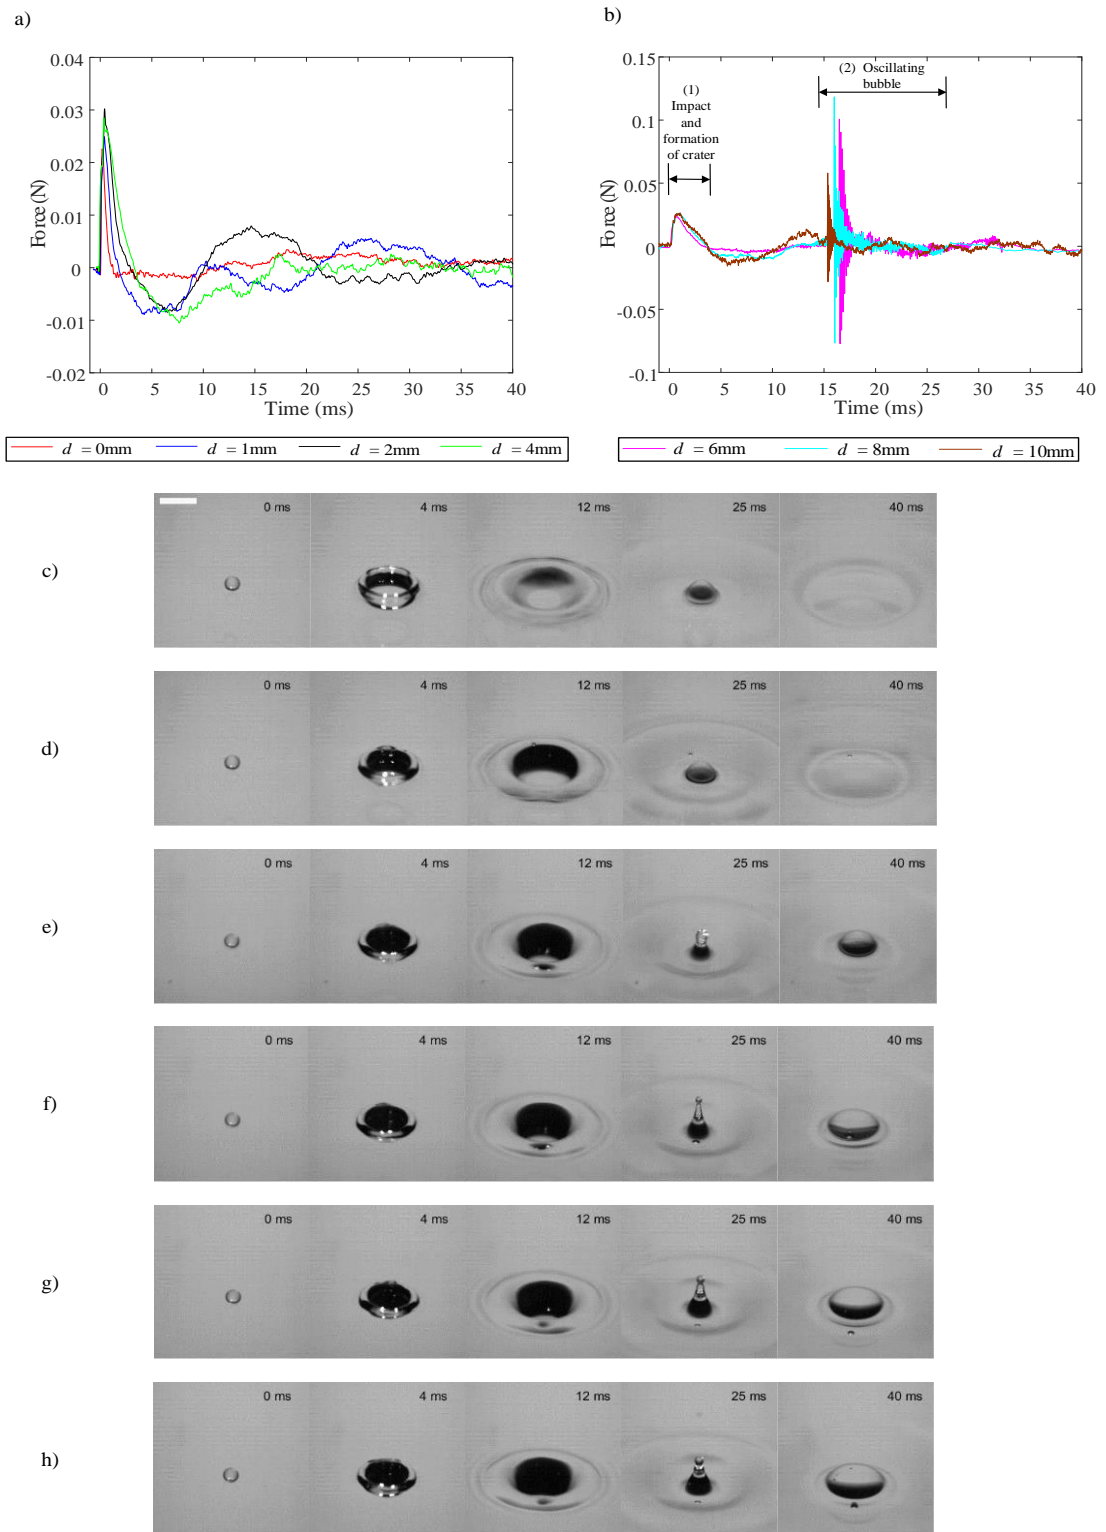 a)
0.04
0.03
0.02
0.01
0
-0.01
-0.02
Force (N)
0 5 10 15 20 25 30 35 40
Time (ms)
d = 0mm d = 1mm d = 2mm d = 4mm
b)
0.15
0.1
0.05
0
-0.05
-0.1
Force (N)
(1)
Impact
and
formation
of crater
(2) Oscillating
bubble
0 5 10 15 20 25 30 35 40
Time (ms)
d = 6mm d = 8mm d = 10mm
c)
0 ms 4 ms 12 ms 25 ms 40 ms
d)
0 ms 4 ms 12 ms 25 ms 40 ms
e)
0 ms 4 ms 12 ms 25 ms 40 ms
f)
0 ms 4 ms 12 ms 25 ms 40 ms
g)
0 ms 4 ms 12 ms 25 ms 40 ms
h)
0 ms 4 ms 12 ms 25 ms 40 ms